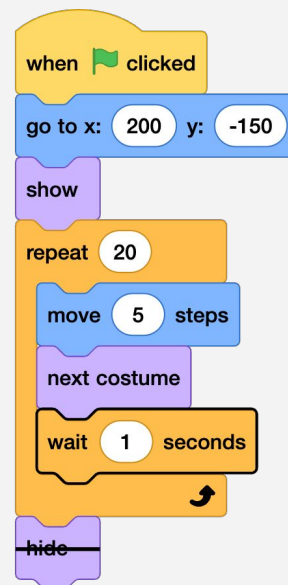 when clicked
go to x: 200 y: -150
show
repeat 20
move 5 steps
next costume
wait 1 seconds
hide